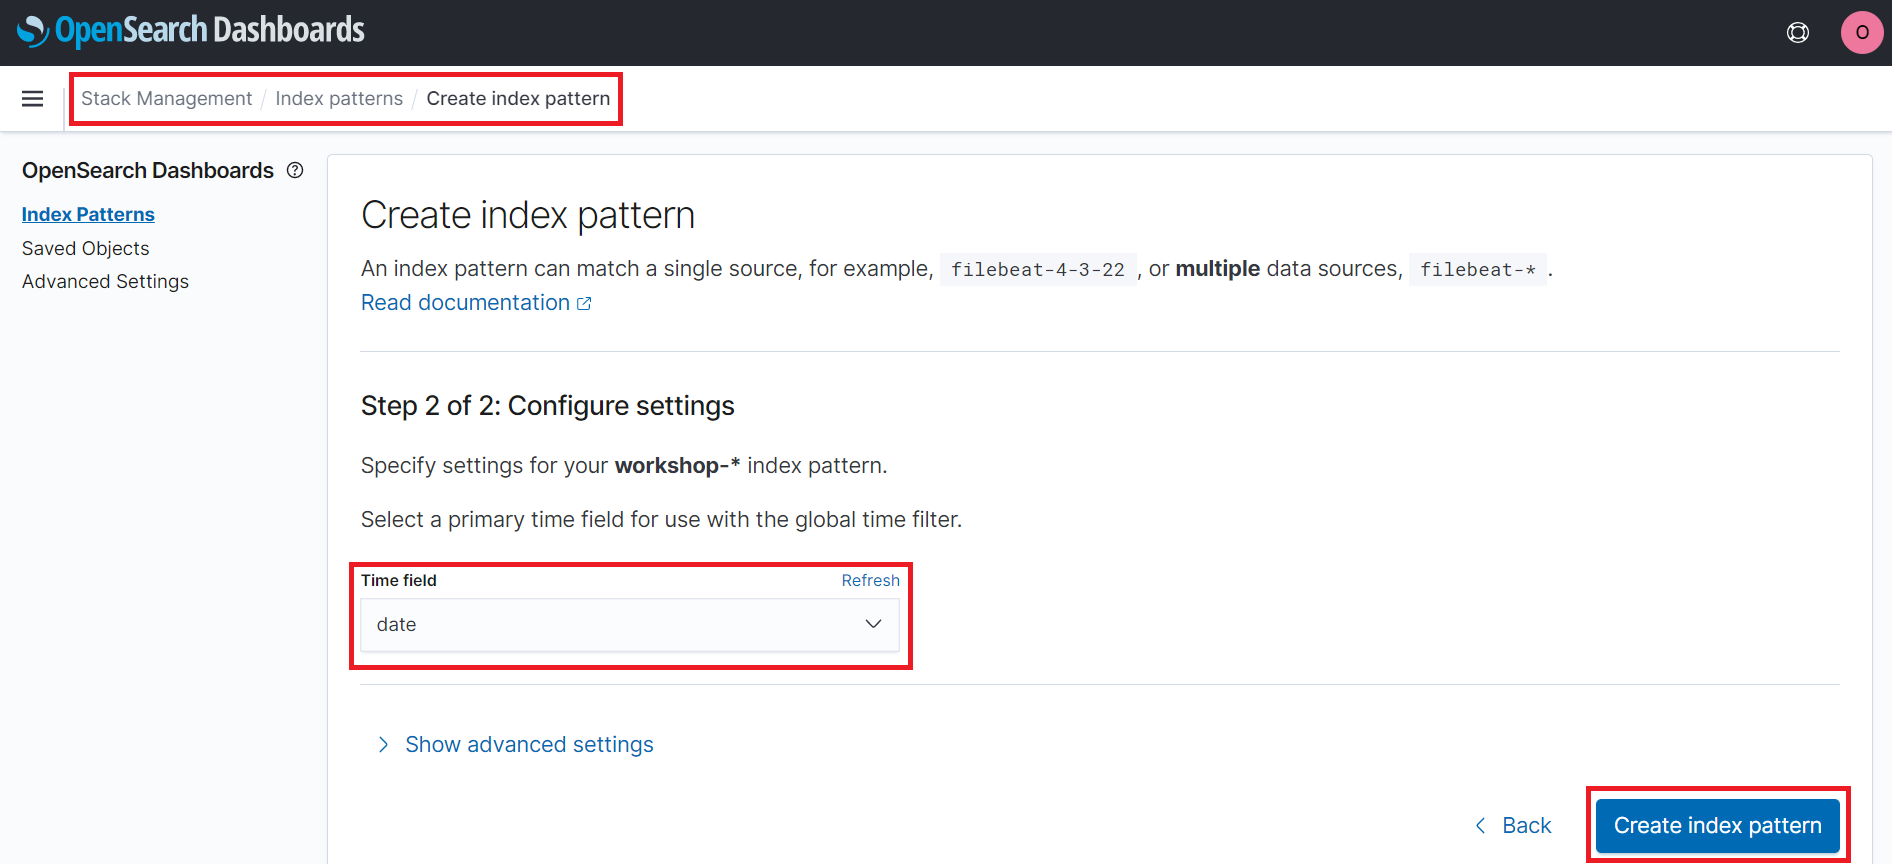 OpenSearch Dashboards
O
Stack Management / Index patterns / Create index pattern
OpenSearch Dashboards ?
Index Patterns
Saved Objects
Advanced Settings
Create index pattern
An index pattern can match a single source, for example, filebeat-4-3-22 , or multiple data sources, filebeat-* .
Read documentation
Step 2 of 2: Configure settings
Specify settings for your workshop-* index pattern.
Select a primary time field for use with the global time filter.
Time field Refresh
date
Show advanced settings
Back Create index pattern